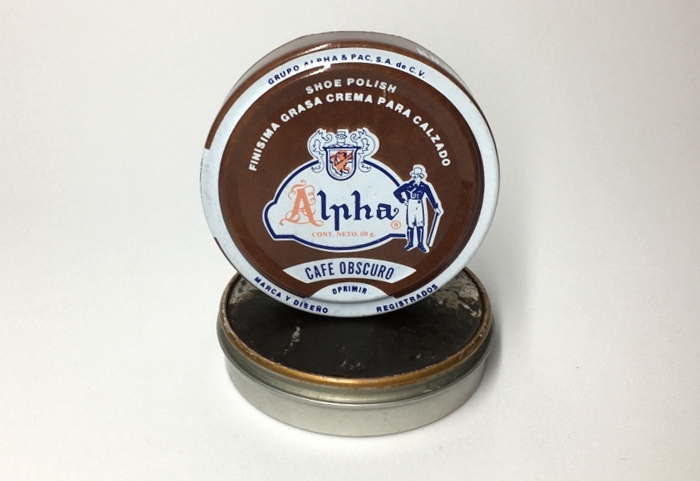 GRUPO ALPHA & PAC, S.A. de C.V.
SHOE POLISH
FINISIMA GRASA CREMA PARA CALZADO
Alpha ®
CONT. NETO. 80 g.
CAFE OBSCURO
OPRIMIR
MARCA Y DISEÑO REGISTRADOS